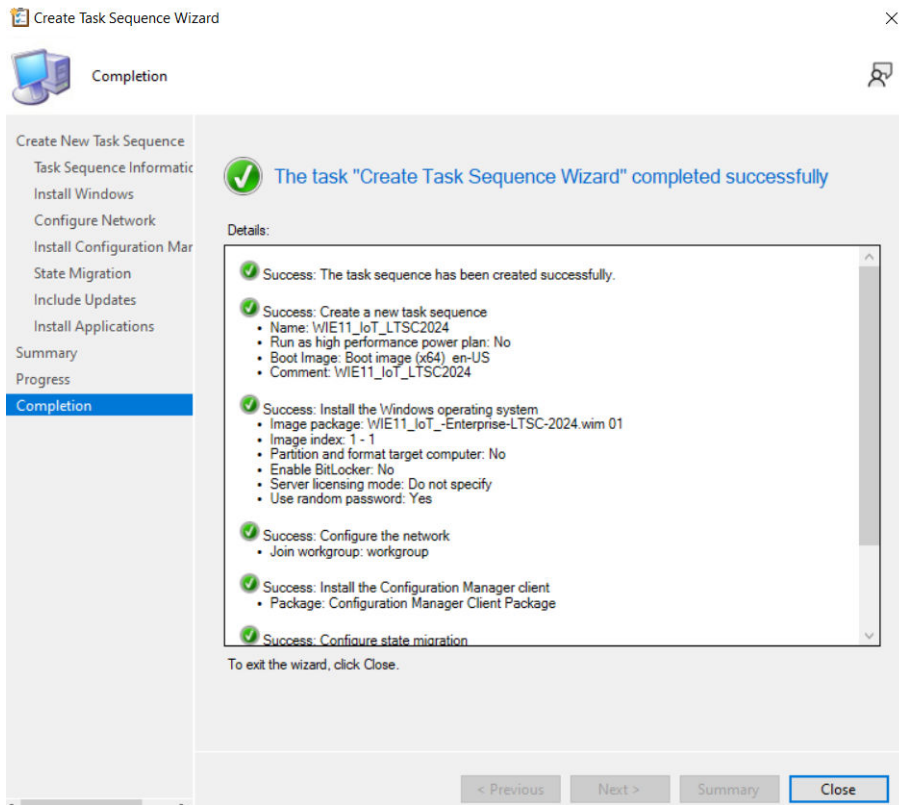 Create Task Sequence Wizard
Completion
Create New Task Sequence
Task Sequence Informatic
Install Windows
Configure Network
Install Configuration Mar
State Migration
Include Updates
Install Applications
Summary
Progress
Completion
The task "Create Task Sequence Wizard" completed successfully
Details:
Success: The task sequence has been created successfully.
Success: Create a new task sequence
• Name: WIE11_IoT_LTSC2024
• Run as high performance power plan: No
• Boot Image: Boot image (x64) en-US
• Comment: WIE11_IoT_LTSC2024
Success: Install the Windows operating system
• Image package: WIE11_IoT_-Enterprise-LTSC-2024.wim 01
• Image index: 1 - 1
• Partition and format target computer: No
• Enable BitLocker: No
• Server licensing mode: Do not specify
• Use random password: Yes
Success: Configure the network
• Join workgroup: workgroup
Success: Install the Configuration Manager client
• Package: Configuration Manager Client Package
Success: Configure state migration
To exit the wizard, click Close.
< Previous
Next >
Summary
Close